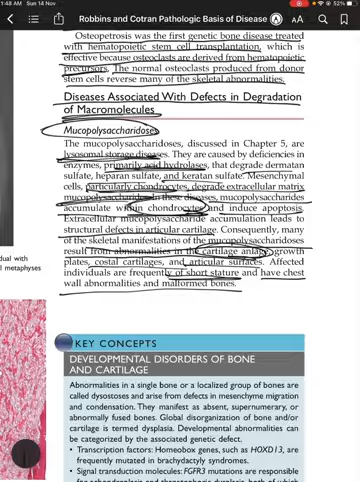 1:48 AM Sun 14 Nov
52%
Robbins and Cotran Pathologic Basis of Disease
AA
Osteopetrosis was the first genetic bone disease treated
with hematopoietic stem cell transplantation, which is
effective because osteoclasts are derived from hematopoietic
precursors. The normal osteoclasts produced from donor
stem cells reverse many of the skeletal abnormalities.
Diseases Associated With Defects in Degradation
of Macromolecules
Mucopolysaccharidoses
The mucopolysaccharidoses, discussed in Chapter 5, are
lysosomal storage diseases. They are caused by deficiencies in
enzymes, primarily acid hydrolases, that degrade dermatan
sulfate, heparan sulfate, and keratan sulfate. Mesenchymal
cells, particularly chondrocytes, degrade extracellular matrix
mucopolysaccharides. In these diseases, mucopolysaccharides
accumulate within chondrocytes and induce apoptosis.
Extracellular mucopolysaccharide accumulation leads to
structural defects in articular cartilage. Consequently, many
of the skeletal manifestations of the mucopolysaccharidoses
result from abnormalities in the cartilage anlage, growth
plates, costal cartilages, and articular surfaces. Affected
individuals are frequently of short stature and have chest
wall abnormalities and malformed bones.
dual with
l metaphyses
KEY CONCEPTS
DEVELOPMENTAL DISORDERS OF BONE
AND CARTILAGE
Abnormalities in a single bone or a localized group of bones are
called dysostoses and arise from defects in mesenchyme migration
and condensation. They manifest as absent, supernumerary, or
abnormally fused bones. Global disorganization of bone and/or
cartilage is termed dysplasia. Developmental abnormalities can
be categorized by the associated genetic defect.
• Transcription factors: Homeobox genes, such as HOXD13, are
frequently mutated in brachydactyly syndromes.
• Signal transduction molecules: FGFR3 mutations are responsible
for achondroplasia and thanatophoric dysplasia, both of which